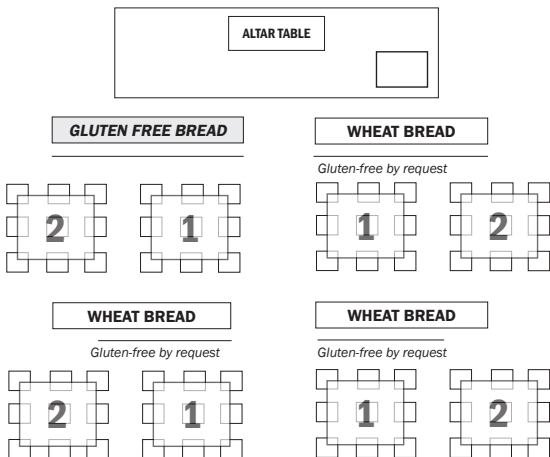 ALTAR TABLE
GLUTEN FREE BREAD
WHEAT BREAD
Gluten-free by request
2 1
1 2
WHEAT BREAD
WHEAT BREAD
Gluten-free by request
Gluten-free by request
2 1
1 2